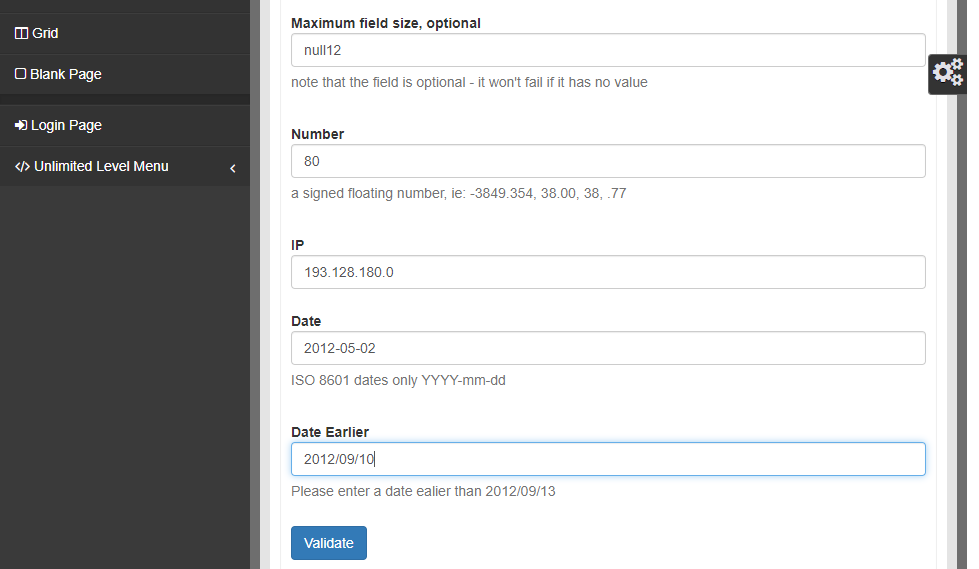 Grid
Blank Page
Login Page
Unlimited Level Menu
Maximum field size, optional
null12
note that the field is optional - it won't fail if it has no value
Number
80
a signed floating number, ie: -3849.354, 38.00, 38, .77
IP
193.128.180.0
Date
2012-05-02
ISO 8601 dates only YYYY-mm-dd
Date Earlier
2012/09/10
Please enter a date ealier than 2012/09/13
Validate